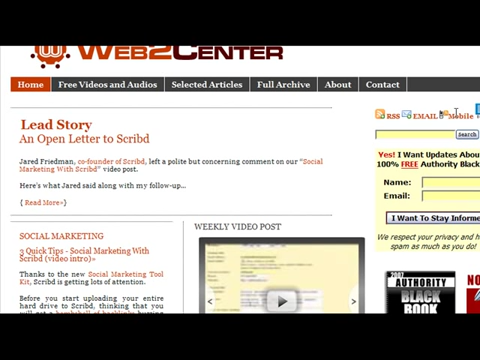 WEB2CENTER
Home Free Videos and Audios Selected Articles Full Archive About Contact
RSS EMAIL Mobile
Search
Lead Story
An Open Letter to Scribd
Jared Friedman, co-founder of Scribd, left a polite but concerning comment on our "Social
Marketing With Scribd" video post.
Here's what Jared said along with my follow-up...
{ Read More» }
Yes! I Want Updates Abou
100% FREE Authority Black
Name:
Email:
I Want To Stay Informe
We respect your privacy and h
spam as much as you do!
SOCIAL MARKETING
3 Quick Tips - Social Marketing With
Scribd (video intro)»
Thanks to the new Social Marketing Tool
Kit, Scribd is getting lots of attention.
Before you start uploading your entire
hard drive to Scribd, thinking that you
WEEKLY VIDEO POST
2007
AUTHORITY
BLACK
BOOK
NO